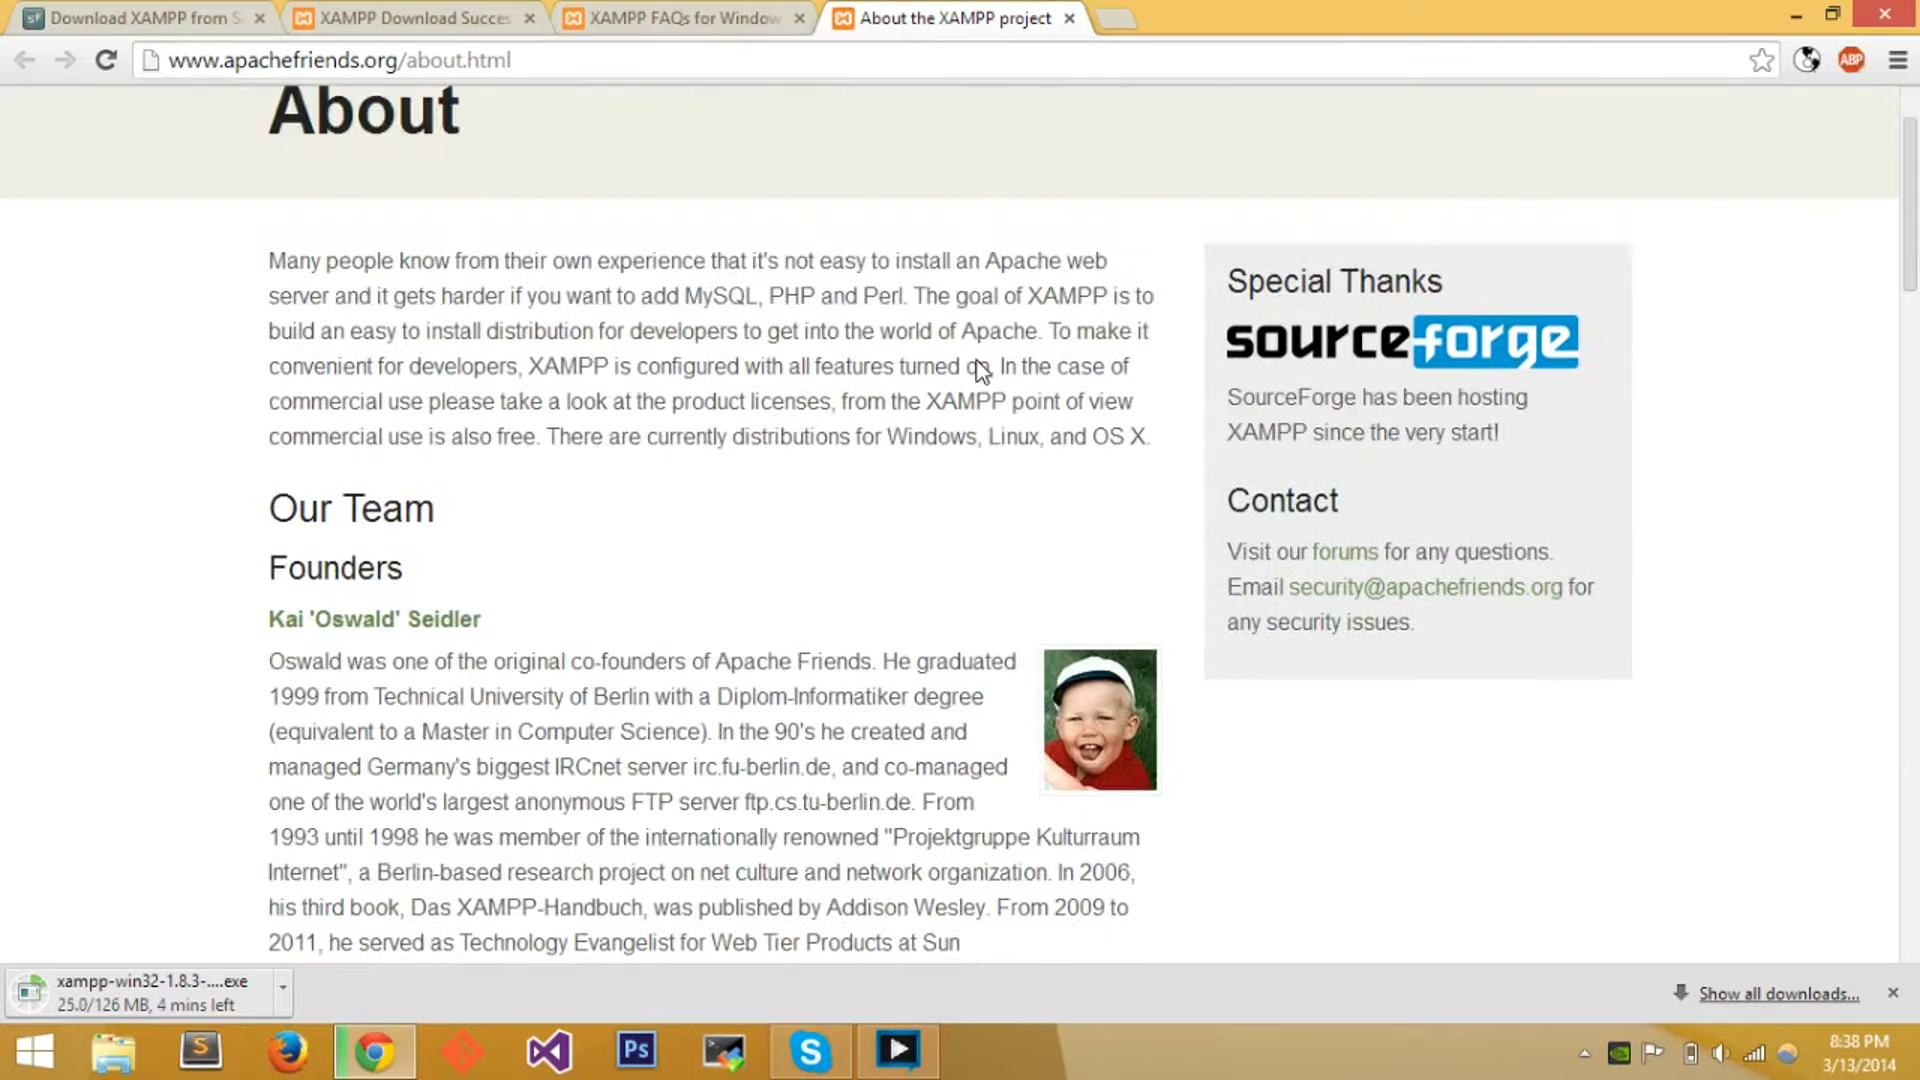 Download XAMPP from S
XAMPP Download Succes
XAMPP FAQs for Window
About the XAMPP project
www.apachefriends.org/about.html
ABP
About
Many people know from their own experience that it's not easy to install an Apache web
server and it gets harder if you want to add MySQL, PHP and Perl. The goal of XAMPP is to
build an easy to install distribution for developers to get into the world of Apache. To make it
convenient for developers, XAMPP is configured with all features turned on. In the case of
commercial use please take a look at the product licenses, from the XAMPP point of view
commercial use is also free. There are currently distributions for Windows, Linux, and OS X.
Our Team
Founders
Kai 'Oswald' Seidler
Oswald was one of the original co-founders of Apache Friends. He graduated
1999 from Technical University of Berlin with a Diplom-Informatiker degree
(equivalent to a Master in Computer Science). In the 90's he created and
managed Germany's biggest IRCnet server irc.fu-berlin.de, and co-managed
one of the world's largest anonymous FTP server ftp.cs.tu-berlin.de. From
1993 until 1998 he was member of the internationally renowned "Projektgruppe Kulturraum
Internet", a Berlin-based research project on net culture and network organization. In 2006,
his third book, Das XAMPP-Handbuch, was published by Addison Wesley. From 2009 to
2011, he served as Technology Evangelist for Web Tier Products at Sun
Special Thanks
sourceforge
SourceForge has been hosting
XAMPP since the very start!
Contact
Visit our forums for any questions.
Email security@apachefriends.org for
any security issues.
xampp-win32-1.8.3-....exe
25.0/126 MB, 4 mins left
Show all downloads...
Ps
8:38 PM
3/13/2014